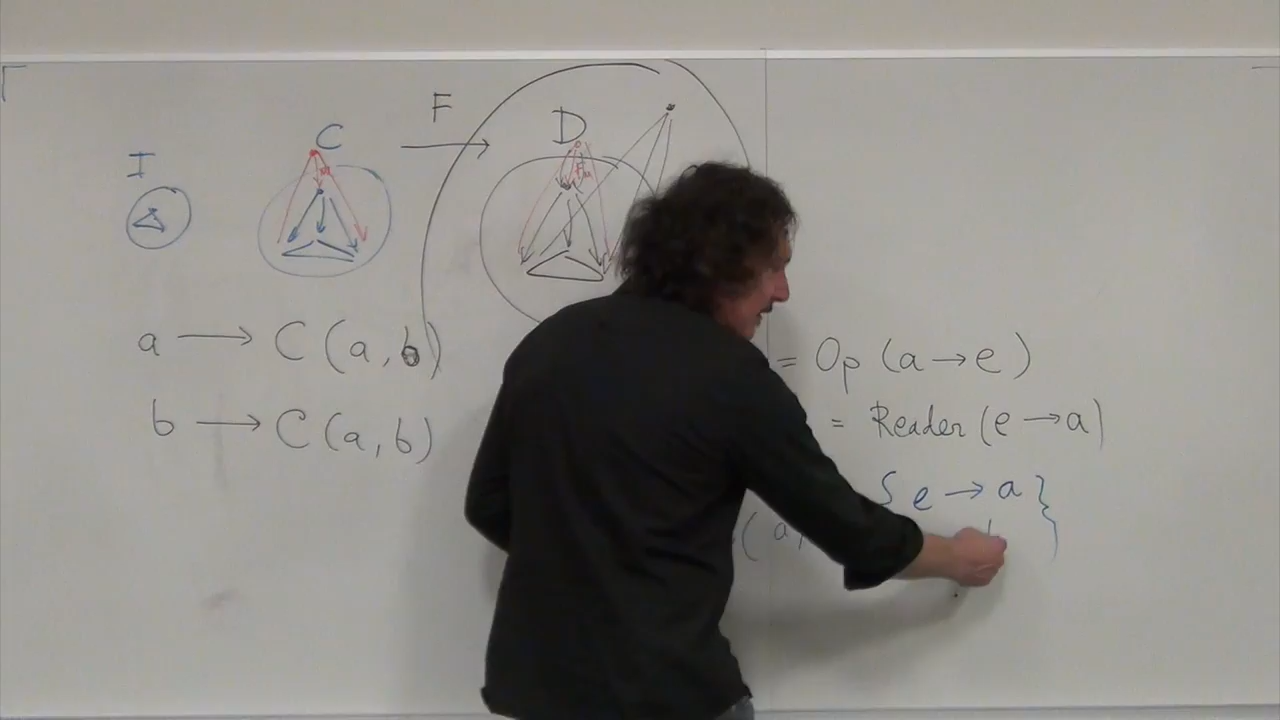 F
I C D
a → C(a, b) = Op (a → e)
b → C(a, b) = Reader (e → a)
{ e → a }
( a,